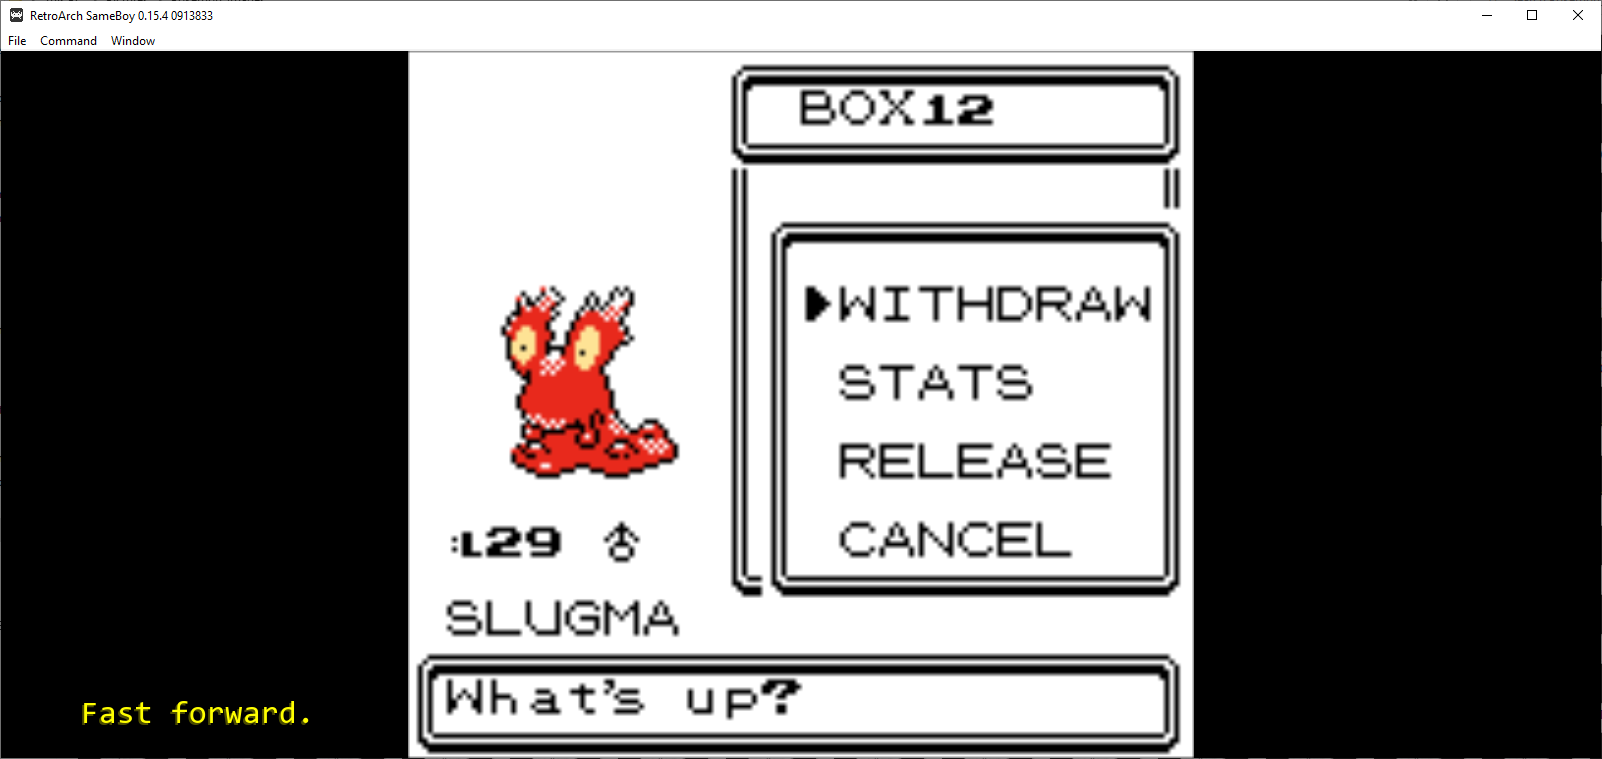 RetroArch SameBoy 0.15.4 0913833
File Command Window
BOX12
WITHDRAW
STATS
RELEASE
CANCEL
:L29 ♂
SLUGMA
What's up?
Fast forward.